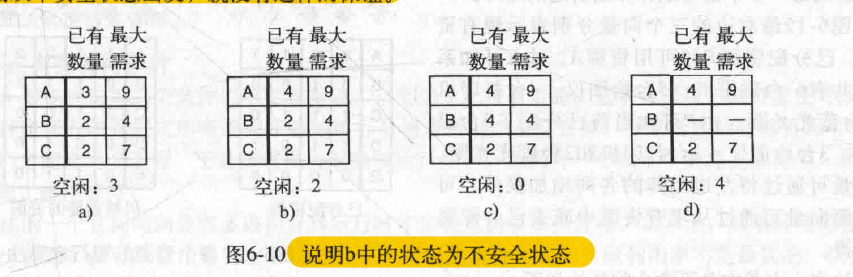 已有 最大
数量 需求
A 3 9
B 2 4
C 2 7
空闲：3
a)
已有 最大
数量 需求
A 4 9
B 2 4
C 2 7
空闲：2
b)
已有 最大
数量 需求
A 4 9
B 4 4
C 2 7
空闲：0
c)
已有 最大
数量 需求
A 4 9
B — —
C 2 7
空闲：4
d)
图6-10 说明b中的状态为不安全状态